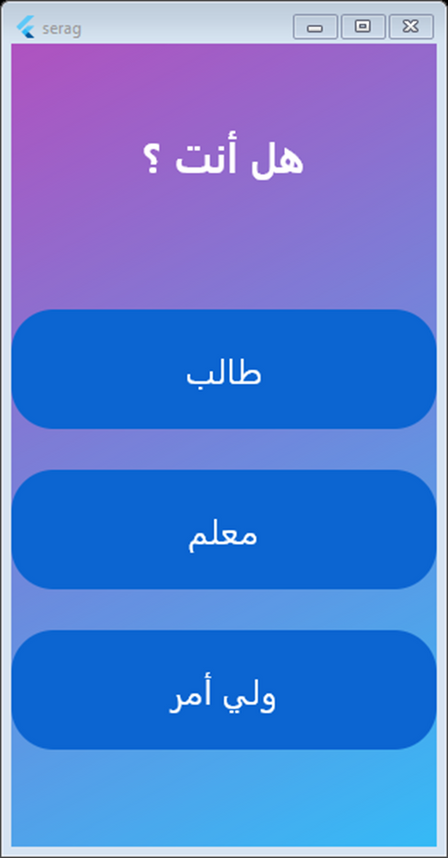 serag
هل أنت ؟
طالب
معلم
ولي أمر